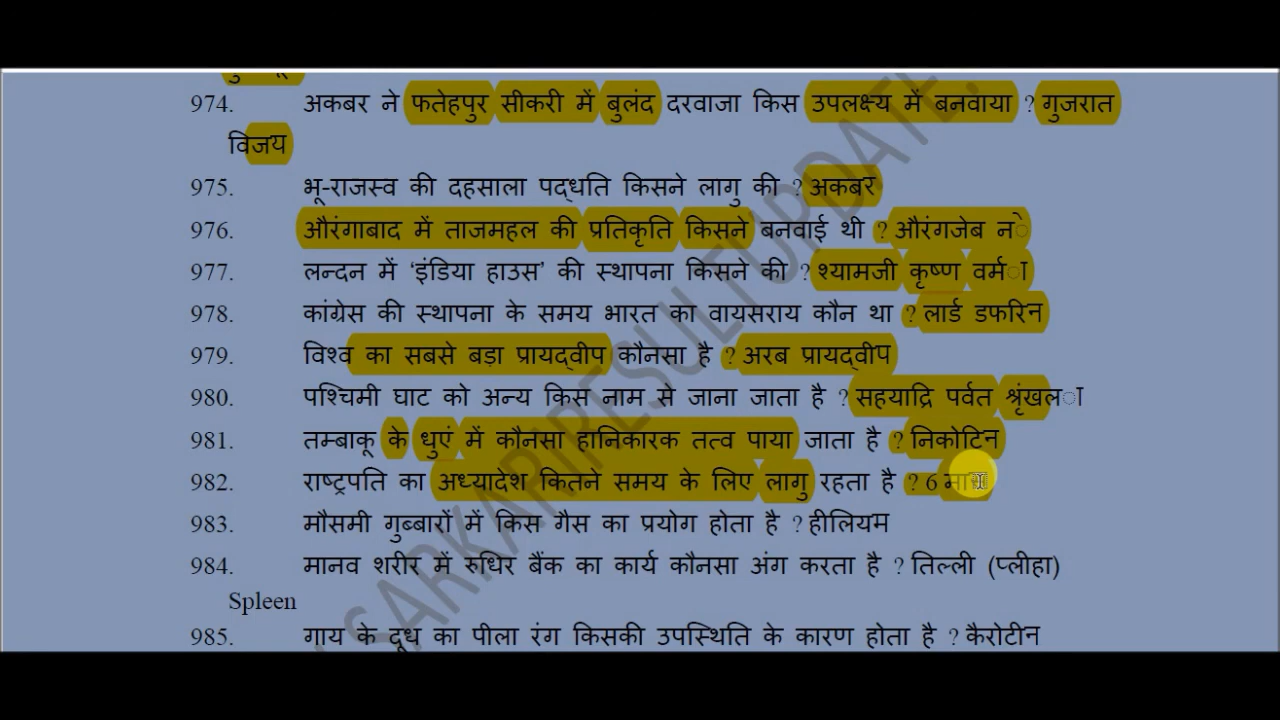 974. अकबर ने फतेहपुर सीकरी में बुलंद दरवाजा किस उपलक्ष्य में बनवाया ? गुजरात
विजय
975. भू-राजस्व की दहसाला पद्धति किसने लागु की ? अकबर
976. औरंगाबाद में ताजमहल की प्रतिकृति किसने बनवाई थी ? औरंगजेब ने
977. लन्दन में ‘इंडिया हाउस’ की स्थापना किसने की ? श्यामजी कृष्ण वर्मा
978. कांग्रेस की स्थापना के समय भारत का वायसराय कौन था ? लार्ड डफरिन
979. विश्व का सबसे बड़ा प्रायद्वीप कौनसा है ? अरब प्रायद्वीप
980. पश्चिमी घाट को अन्य किस नाम से जाना जाता है ? सहयाद्रि पर्वत श्रृंखला
981. तम्बाकू के धुएं में कौनसा हानिकारक तत्व पाया जाता है ? निकोटिन
982. राष्ट्रपति का अध्यादेश कितने समय के लिए लागु रहता है ? 6 माह
983. मौसमी गुब्बारों में किस गैस का प्रयोग होता है ? हीलियम
984. मानव शरीर में रुधिर बैंक का कार्य कौनसा अंग करता है ? तिल्ली (प्लीहा)
Spleen
985. गाय के दूध का पीला रंग किसकी उपस्थिति के कारण होता है ? कैरोटीन
SARKARIRESULTUPDATE.